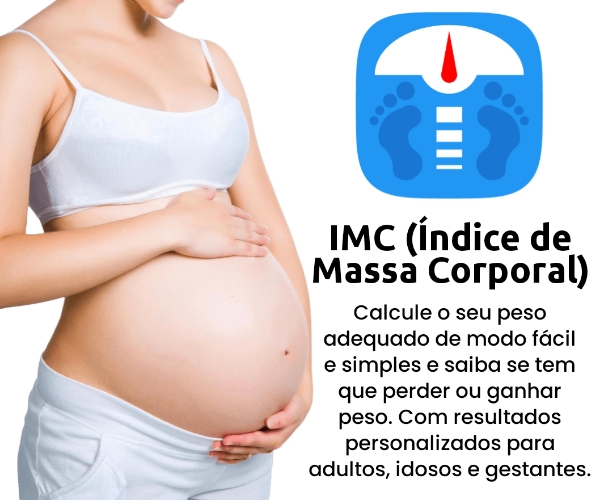 IMC (Índice de
Massa Corporal)
Calcule o seu peso
adequado de modo fácil
e simples e saiba se tem
que perder ou ganhar
peso. Com resultados
personalizados para
adultos, idosos e gestantes.